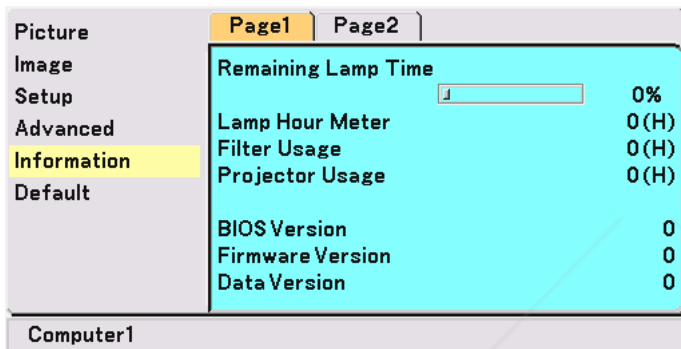 Picture
Image
Setup
Advanced
Information
Default
Page1 Page2
Remaining Lamp Time
0%
Lamp Hour Meter 0(H)
Filter Usage 0(H)
Projector Usage 0(H)
BIOS Version 0
Firmware Version 0
Data Version 0
Computer1